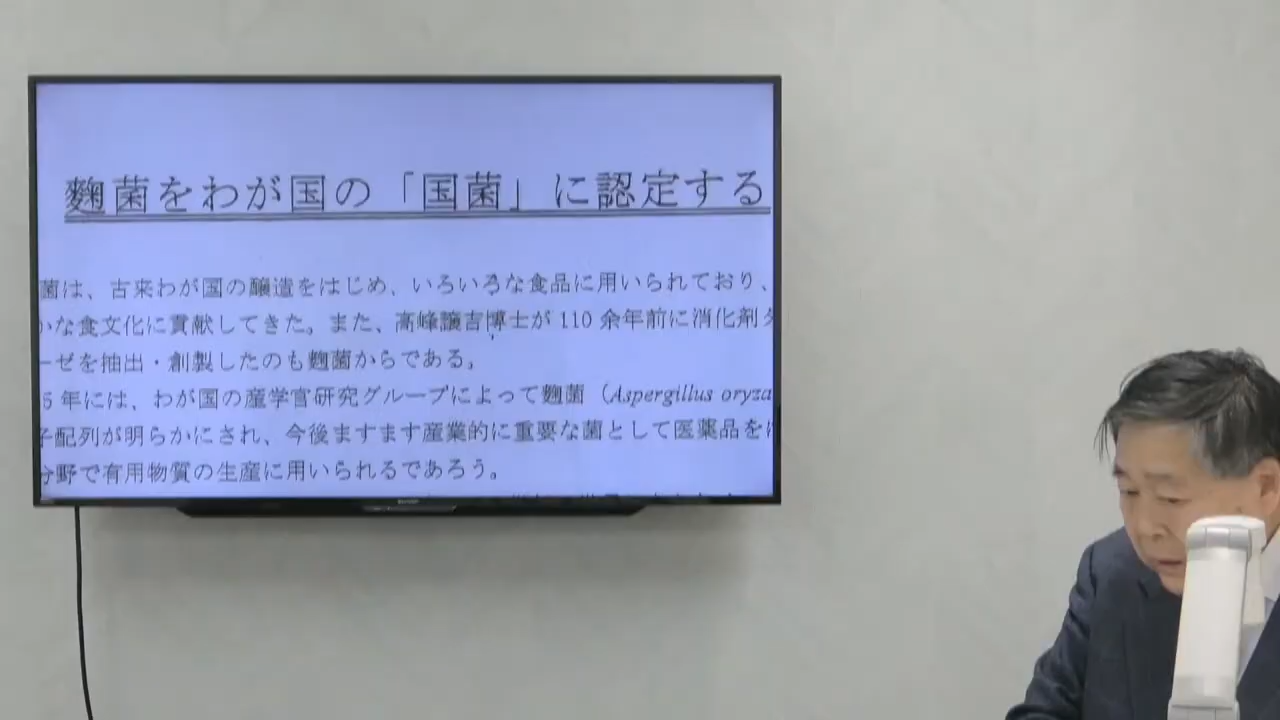 麴菌をわが国の「国菌」に認定する
菌は、古来わが国の醸造をはじめ、いろいろな食品に用いられており、
な食文化に貢献してきた。また、高峰譲吉博士が 110 余年前に消化剤
ーゼを抽出・創製したのも麴菌からである。
5 年には、わが国の産学官研究グループによって麴菌（Aspergillus oryza
配列が明らかにされ、今後ますます産業的に重要な菌として医薬品を
野で有用物質の生産に用いられるであろう。